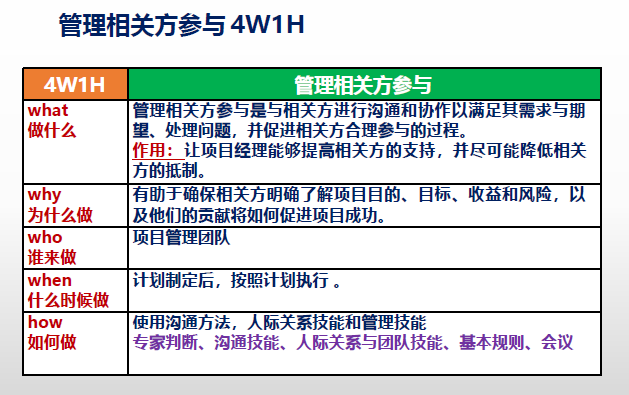 管理相关方参与 4W1H
4W1H
管理相关方参与
what
做什么
管理相关方参与是与相关方进行沟通和协作以满足其需求与期
望、处理问题，并促进相关方合理参与的过程。
作用：让项目经理能够提高相关方的支持，并尽可能降低相关
方的抵制。
why
为什么做
有助于确保相关方明确了解项目目的、目标、收益和风险，以
及他们的贡献将如何促进项目成功。
who
谁来做
项目管理团队
when
什么时候做
计划制定后，按照计划执行 。
how
如何做
使用沟通方法，人际关系技能和管理技能
专家判断、沟通技能、人际关系与团队技能、基本规则、会议